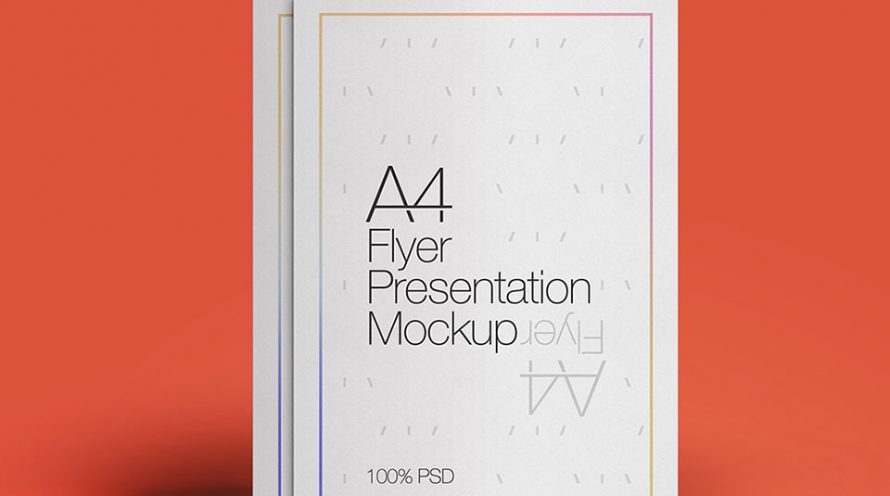 A4
Flyer
Presentation
Mockup
Flyer
A4
100% PSD